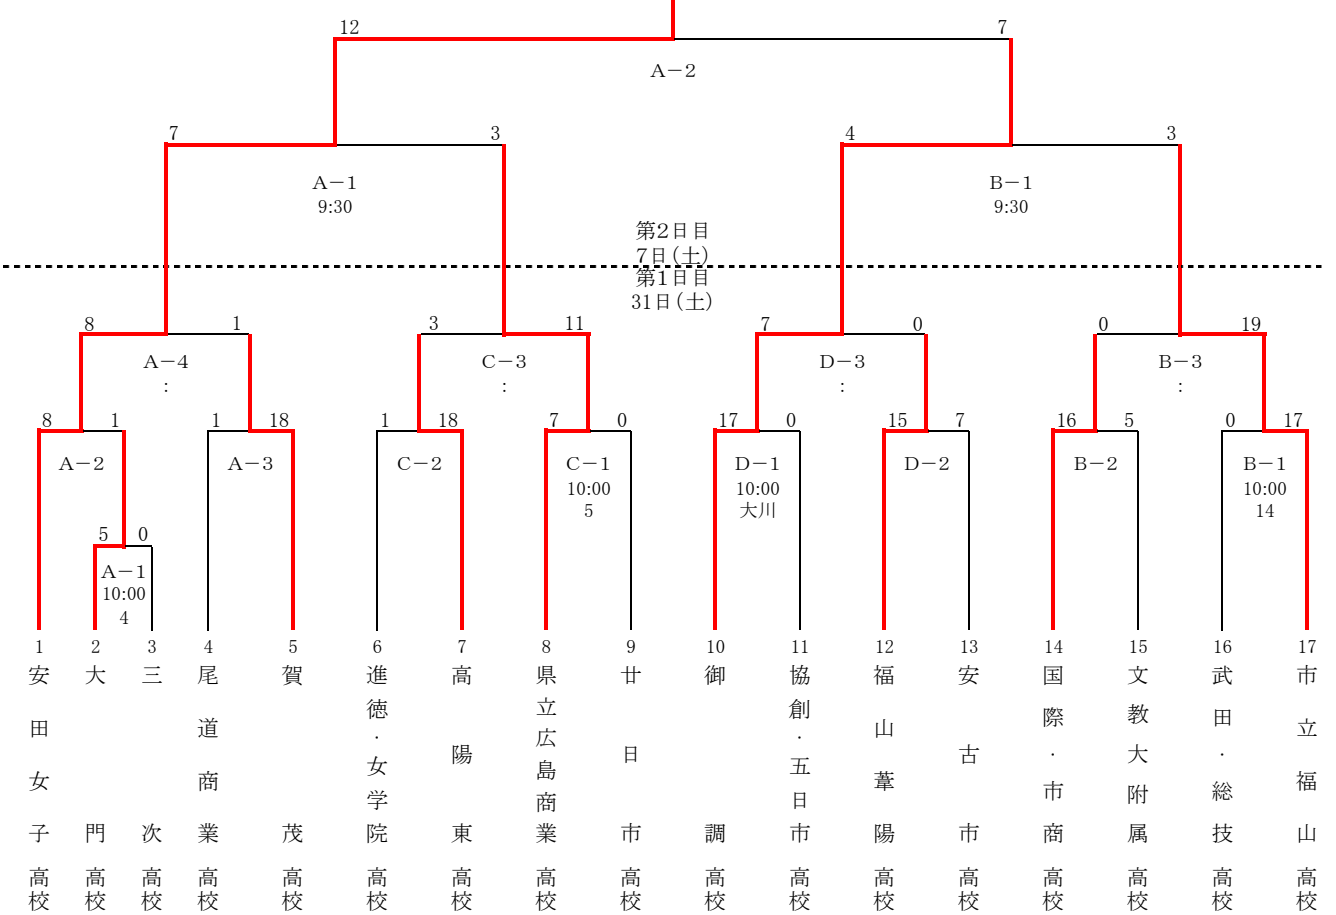 12 7
A－2
7 3 4 3
A－1 B－1
9:30 9:30
第2日目
7日(土)
第1日目
31日(土)
8 1 3 11 7 0 0 19
A－4 C－3 D－3 B－3
: : : :
8 1 1 18 1 18 7 0 17 0 15 7 16 5 0 17
A－2 A－3 C－2 C－1 D－1 D－2 B－2 B－1
10:00 10:00 10:00
5 大川 14
5 0
A－1
10:00
4
1 2 3 4 5 6 7 8 9 10 11 12 13 14 15 16 17
安田女子高校
大門高校
三次高校
尾道商業高校
賀茂高校
進徳・女学院高校
高陽東高校
県立広島商業高校
廿日市高校
御調高校
協創・五日市高校
福山葦陽高校
安古市高校
国際・市商高校
文教大附属高校
武田・総技高校
市立福山高校